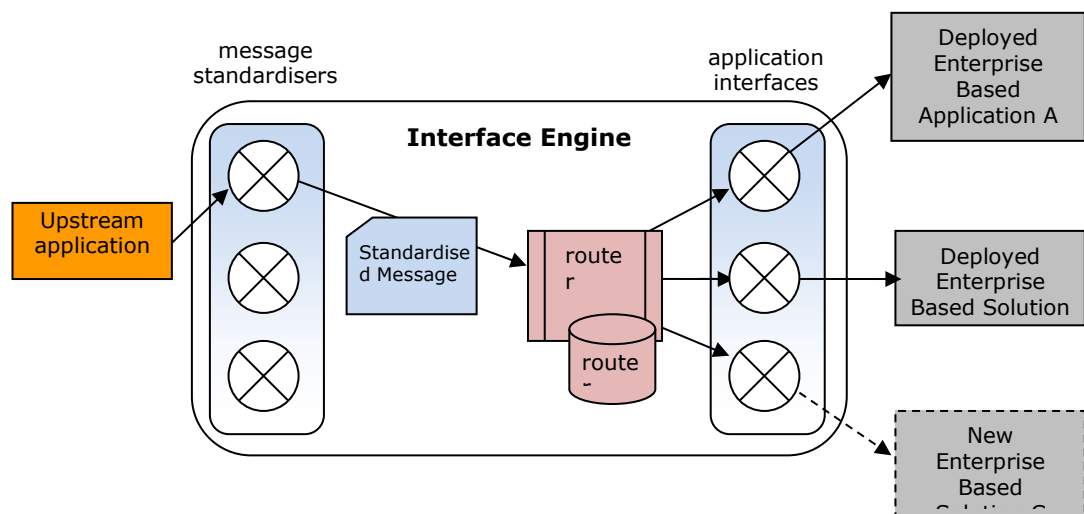 message
standardisers
application
interfaces
Deployed
Enterprise
Based
Application A
Interface Engine
Upstream
application
Standardise
d Message
route
r
route
Deployed
Enterprise
Based Solution
New
Enterprise
Based